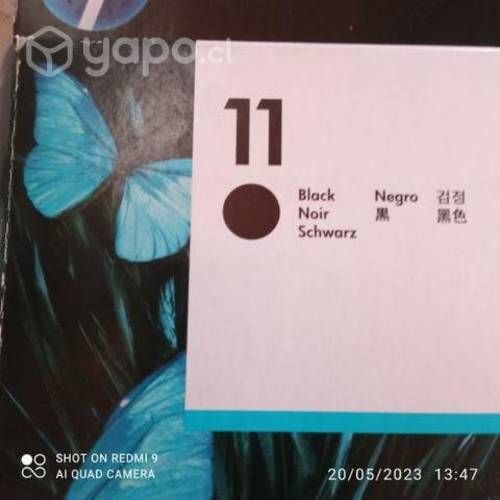 yapo.cl
11
Black Negro 검정
Noir 黒 黑色
Schwarz
SHOT ON REDMI 9
AI QUAD CAMERA
20/05/2023 13:47